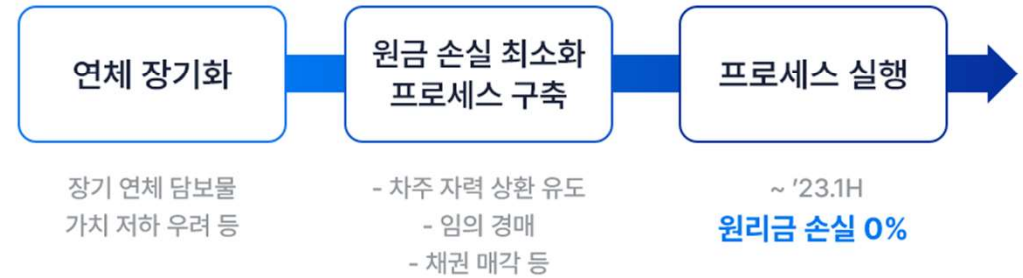 연체 장기화
장기 연체 담보물
가치 저하 우려 등
원금 손실 최소화
프로세스 구축
- 차주 자력 상환 유도
- 임의 경매
- 채권 매각 등
프로세스 실행
~ ’23.1H
원리금 손실 0%